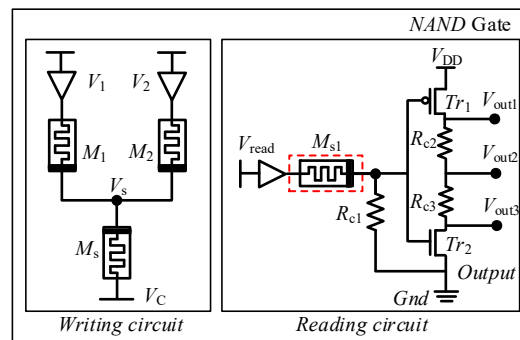 NAND Gate
V1
V2
M1
M2
Vs
Ms
VC
Writing circuit
VDD
Tr1
Vout1
Rc2
Ms1
Vread
Vout2
Rc1
Rc3
Vout3
Tr2
Output
Gnd
Reading circuit